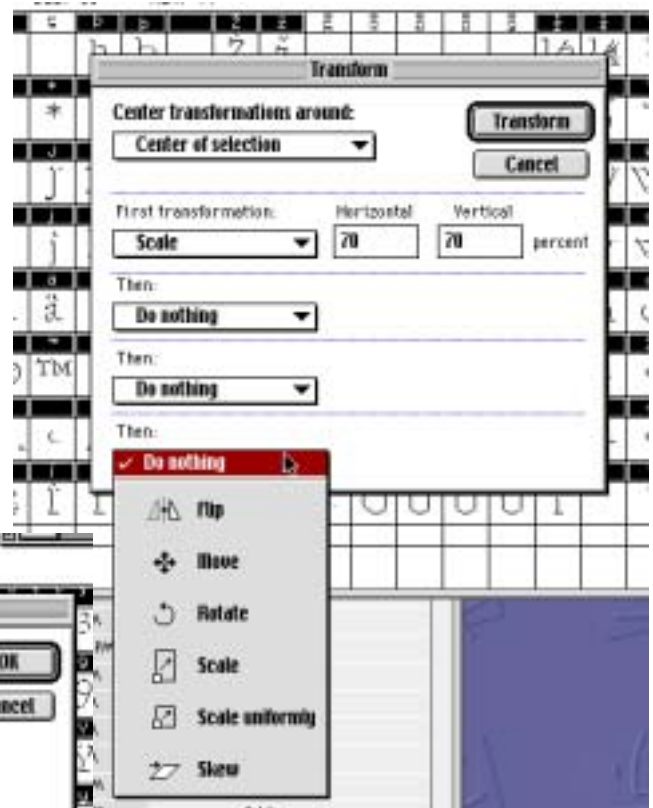 Transform
Center transformations around:
Transform
Center of selection
Cancel
First transformation: Horizontal Vertical
Scale 70 70 percent
Then:
Do nothing
Then:
Do nothing
Then:
✓ Do nothing
Flip
Move
Rotate
Scale
Scale uniformly
Skew
TM
OK